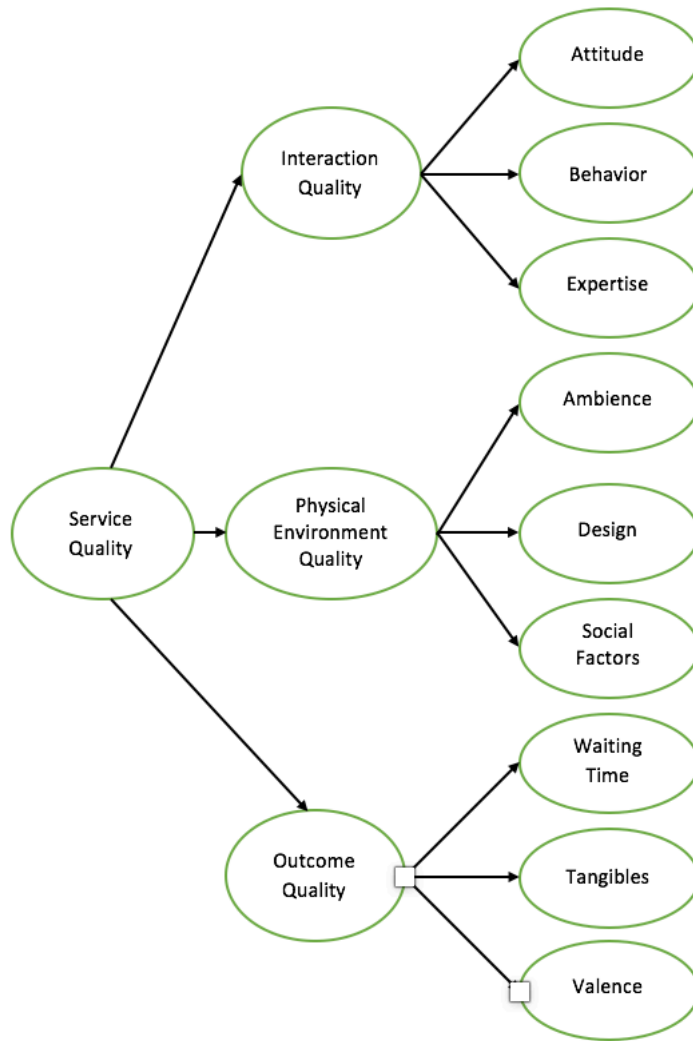 Attitude
Interaction
Quality
Behavior
Expertise
Ambience
Service
Quality
Physical
Environment
Quality
Design
Social
Factors
Waiting
Time
Outcome
Quality
Tangibles
Valence